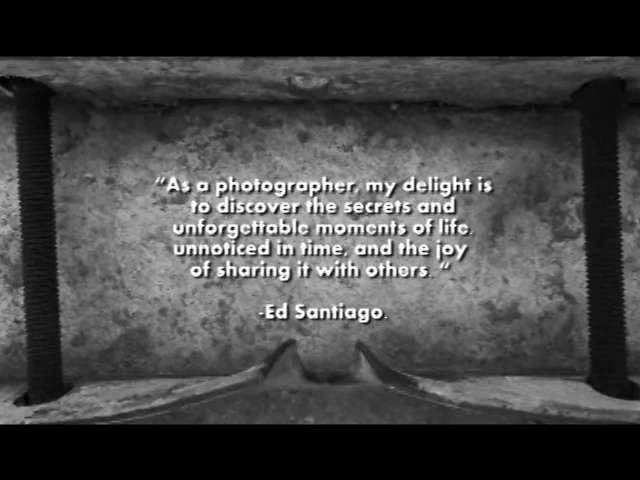 “As a photographer, my delight is
to discover the secrets and
unforgettable moments of life,
unnoticed in time, and the joy
of sharing it with others. “
-Ed Santiago.